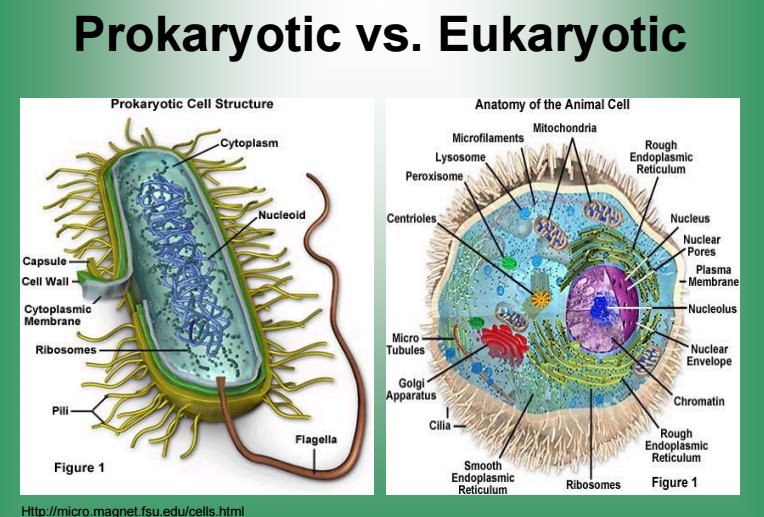 Prokaryotic vs. Eukaryotic
Prokaryotic Cell Structure
Cytoplasm
Nucleoid
Capsule
Cell Wall
Cytoplasmic
Membrane
Ribosomes
Pili
Flagella
Figure 1
Anatomy of the Animal Cell
Mitochondria
Microfilaments
Lysosome
Peroxisome
Centrioles
Rough
Endoplasmic
Reticulum
Nucleus
Nuclear
Pores
Plasma
Membrane
Nucleolus
Nuclear
Envelope
Chromatin
Rough
Endoplasmic
Reticulum
Micro
Tubules
Golgi
Apparatus
Cilia
Smooth
Endoplasmic
Reticulum
Ribosomes
Figure 1
Http://micro.magnet.fsu.edu/cells.html